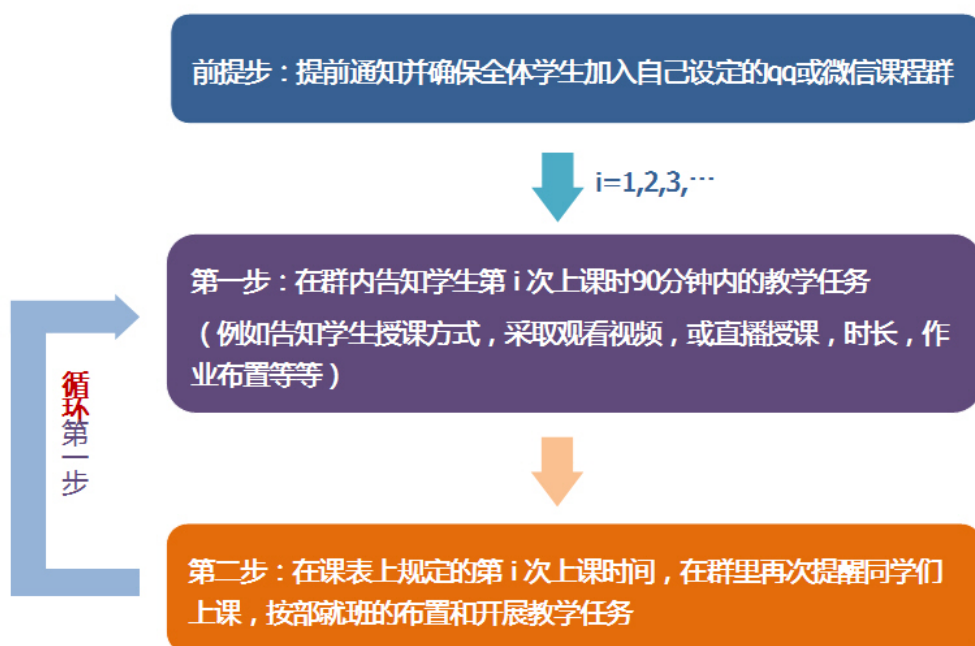 前提步：提前通知并确保全体学生加入自己设定的qq或微信课程群
i=1,2,3,…
第一步：在群内告知学生第 i 次上课时90分钟内的教学任务
（例如告知学生授课方式，采取观看视频，或直播授课，时长，作
业布置等等）
循环第一步
第二步：在课表上规定的第 i 次上课时间，在群里再次提醒同学们
上课，按部就班的布置和开展教学任务